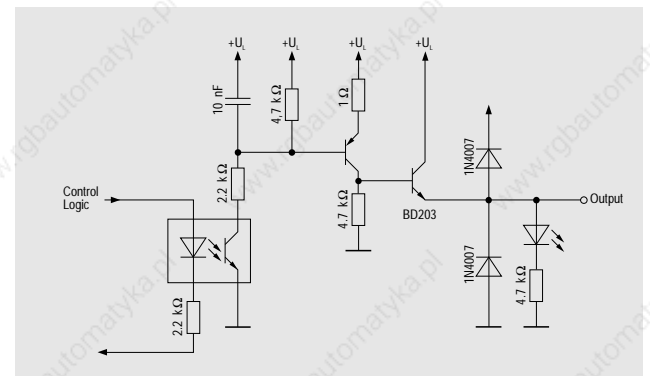 +U_L +U_L +U_L +U_L
10 nF
4,7 kΩ
1 Ω
2.2 kΩ
4.7 kΩ
BD203
1N4007
Output
Control
Logic
1N4007
4.7 kΩ
2.2 kΩ
www.rgbautomatyka.pl